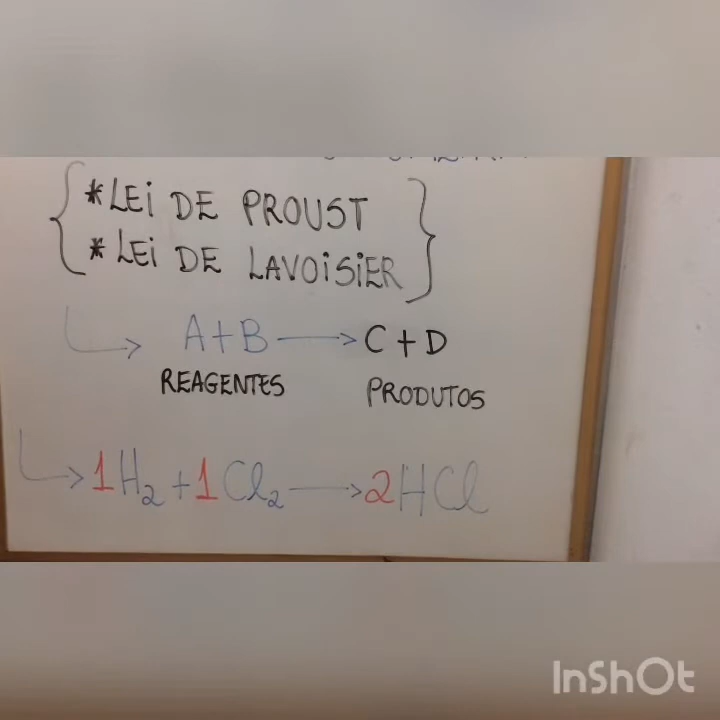 *LEi DE PROUST
*LEi DE LAVOiSiER
A+B → C+D
REAGENTES PRODUTOS
1H₂ + 1Cl₂ → 2HCl
InShOt